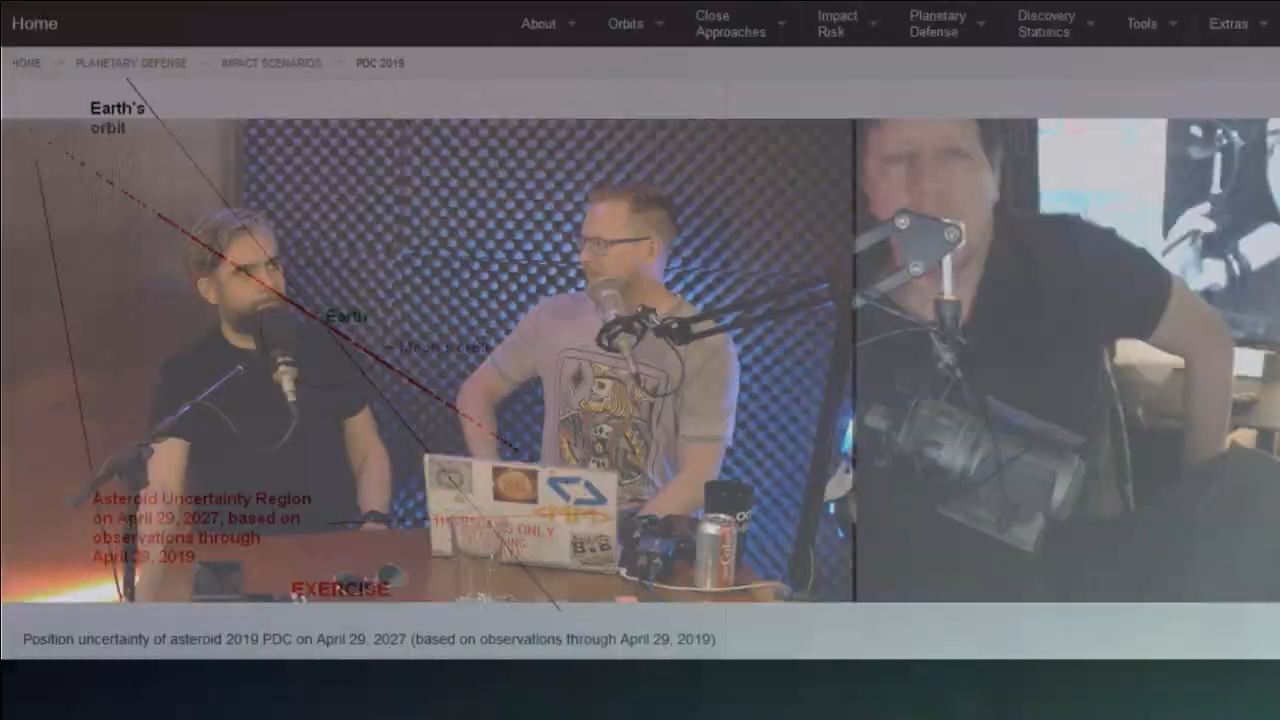 Home
About
Orbits
Close
Approaches
Impact
Risk
Planetary
Defense
Discovery
Statistics
Tools
Extras
HOME
PLANETARY DEFENSE
IMPACT SCENARIOS
PDC 2019
Earth's
orbit
Earth
Moon's orbit
Asteroid Uncertainty Region
on April 29, 2027, based on
observations through
April 29, 2019
EXERCISE
Position uncertainty of asteroid 2019 PDC on April 29, 2027 (based on observations through April 29, 2019)